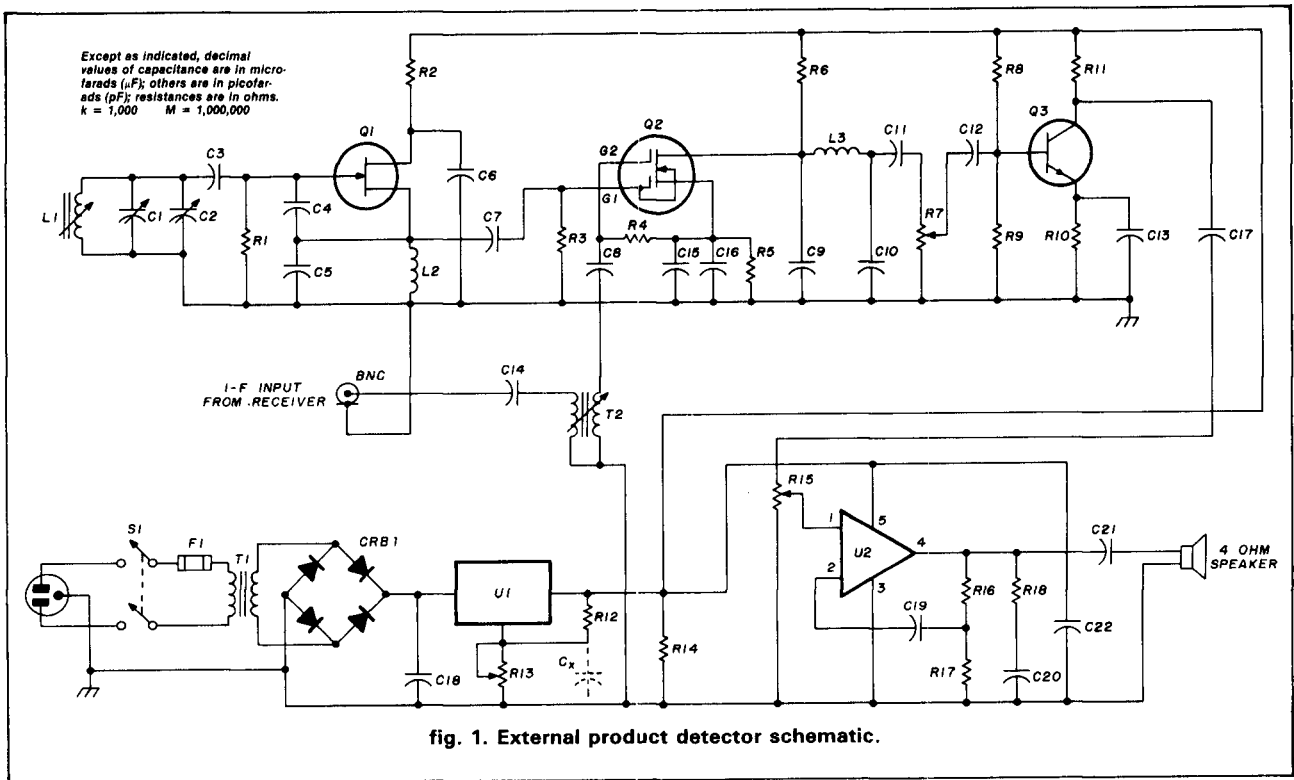 Except as indicated, decimal
values of capacitance are in micro-
farads (μF); others are in picofar-
ads (pF); resistances are in ohms.
k = 1,000 M = 1,000,000
R2
R6
R8
R11
Q1
Q2
Q3
C3
G2
G1
L3
C11
C12
C6
L1
C1
C2
C4
R1
C7
R3
R4
C8
C15
C16
R5
C9
C10
R7
R9
R10
C13
C17
C5
L2
I-F INPUT
FROM RECEIVER
BNC
C14
T2
S1
F1
T1
CRB1
U1
R12
R13
Cx
C18
R14
R15
1
2
5
U2
4
3
C19
R16
R17
R18
C20
C21
C22
4 OHM
SPEAKER
fig. 1. External product detector schematic.